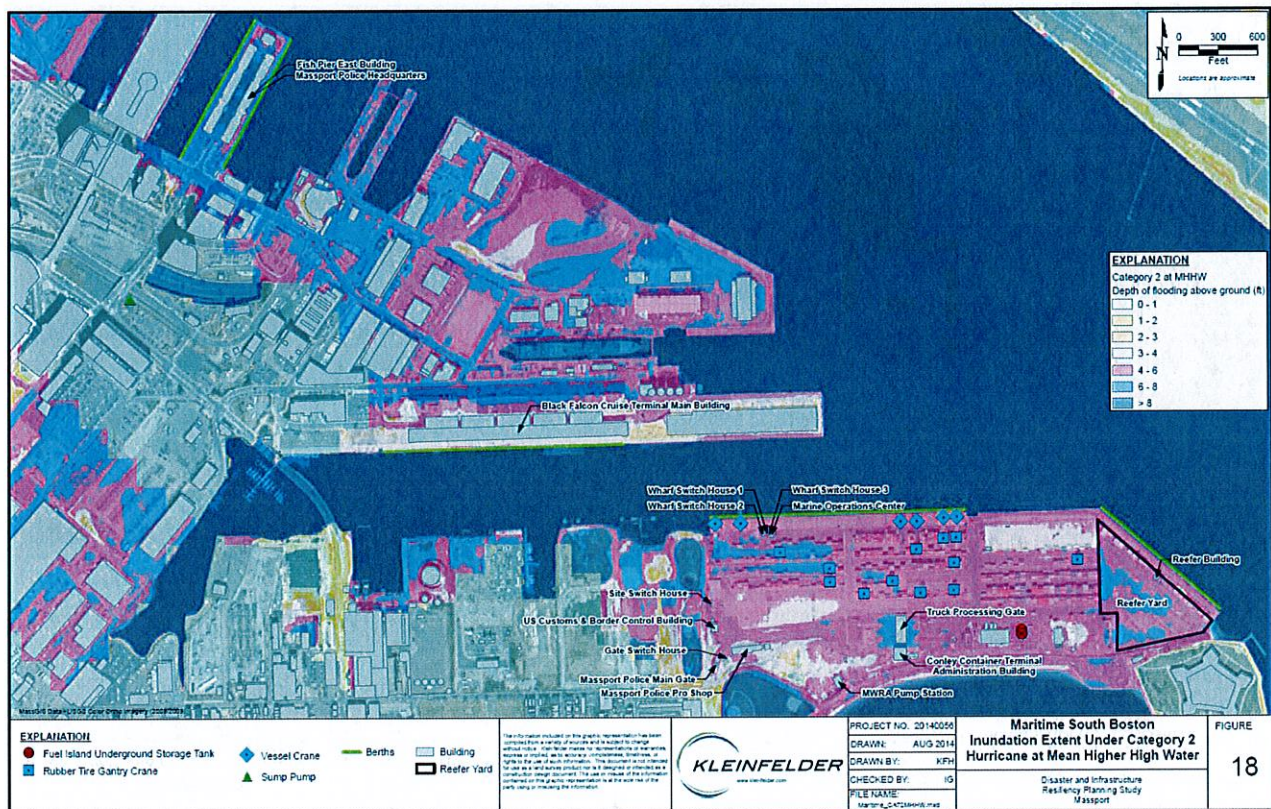 N
0 300 600
Feet
Locations are approximate
Fish Pier East Building
Massport Police Headquarters
EXPLANATION
Category 2 at MHHW
Depth of flooding above ground (ft)
0 - 1
1 - 2
2 - 3
3 - 4
4 - 6
6 - 8
> 8
Black Falcon Cruise Terminal Main Building
Wharf Switch House 1
Wharf Switch House 3
Wharf Switch House 2
Marine Operations Center
Reefer Building
Reefer Yard
Site Switch House
Truck Processing Gate
US Customs & Border Control Building
Gate Switch House
Conley Container Terminal
Administration Building
Massport Police Main Gate
Massport Police Pro Shop
MWRA Pump Station
EXPLANATION
Fuel Island Underground Storage Tank
Rubber Tire Gantry Crane
Vessel Crane
Sump Pump
Berths
Building
Reefer Yard
KLEINFELDER
www.kleinfelder.com
PROJECT NO. 20140056
DRAWN: AUG 2014
DRAWN BY: KFH
CHECKED BY: IG
FILE NAME:
Maritime South Boston
Inundation Extent Under Category 2
Hurricane at Mean Higher High Water
Disaster and Infrastructure
Resiliency Planning Study
Massport
FIGURE
18